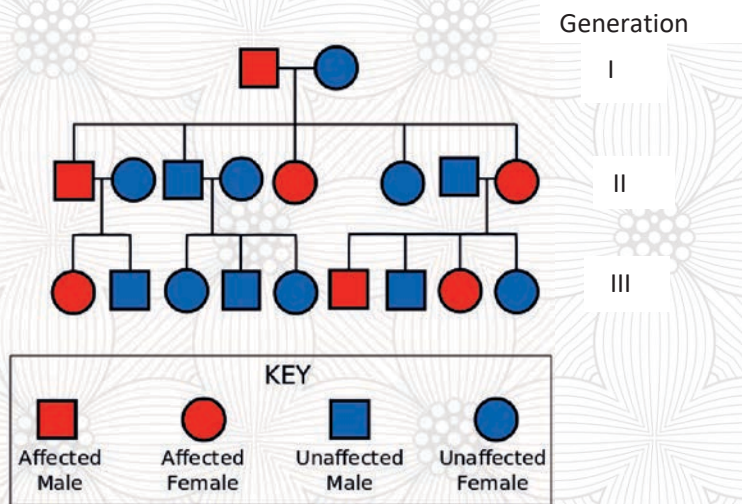 Generation
I
II
III
KEY
Affected Male
Affected Female
Unaffected Male
Unaffected Female